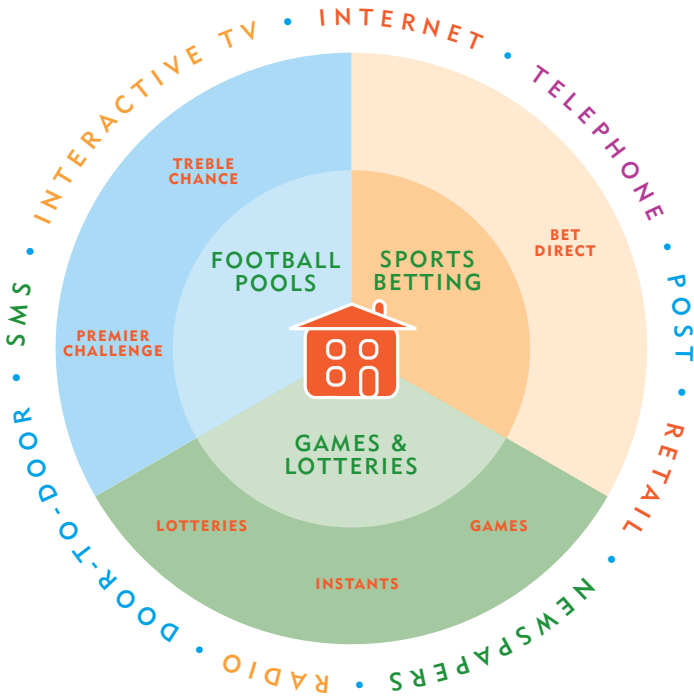 INTERACTIVE TV • INTERNET • TELEPHONE • POST • RETAIL • NEWSPAPERS • RADIO • DOOR-TO-DOOR • SMS •
TREBLE
CHANCE
PREMIER
CHALLENGE
FOOTBALL
POOLS
SPORTS
BETTING
BET
DIRECT
GAMES &
LOTTERIES
LOTTERIES
INSTANTS
GAMES